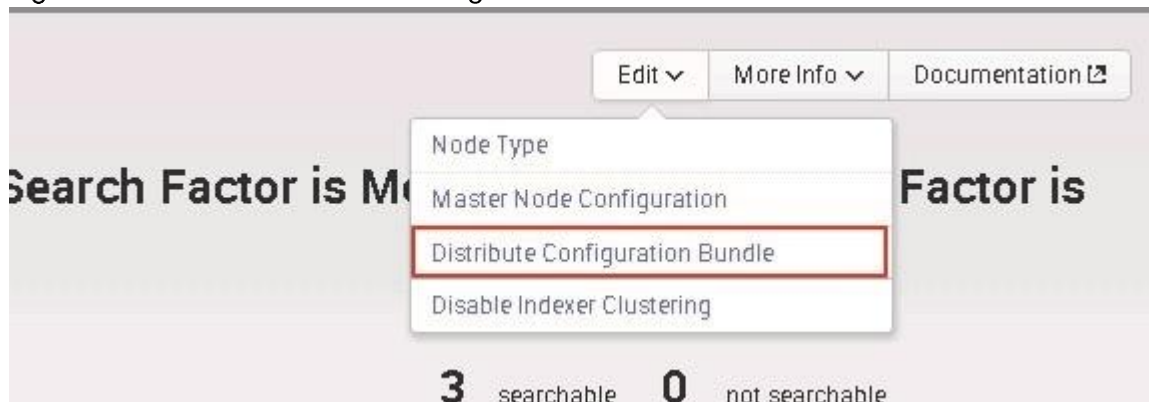 Edit More Info Documentation
Node Type
Search Factor is Factor is
Master Node Configuration
Distribute Configuration Bundle
Disable Indexer Clustering
3 searchable 0 not searchable